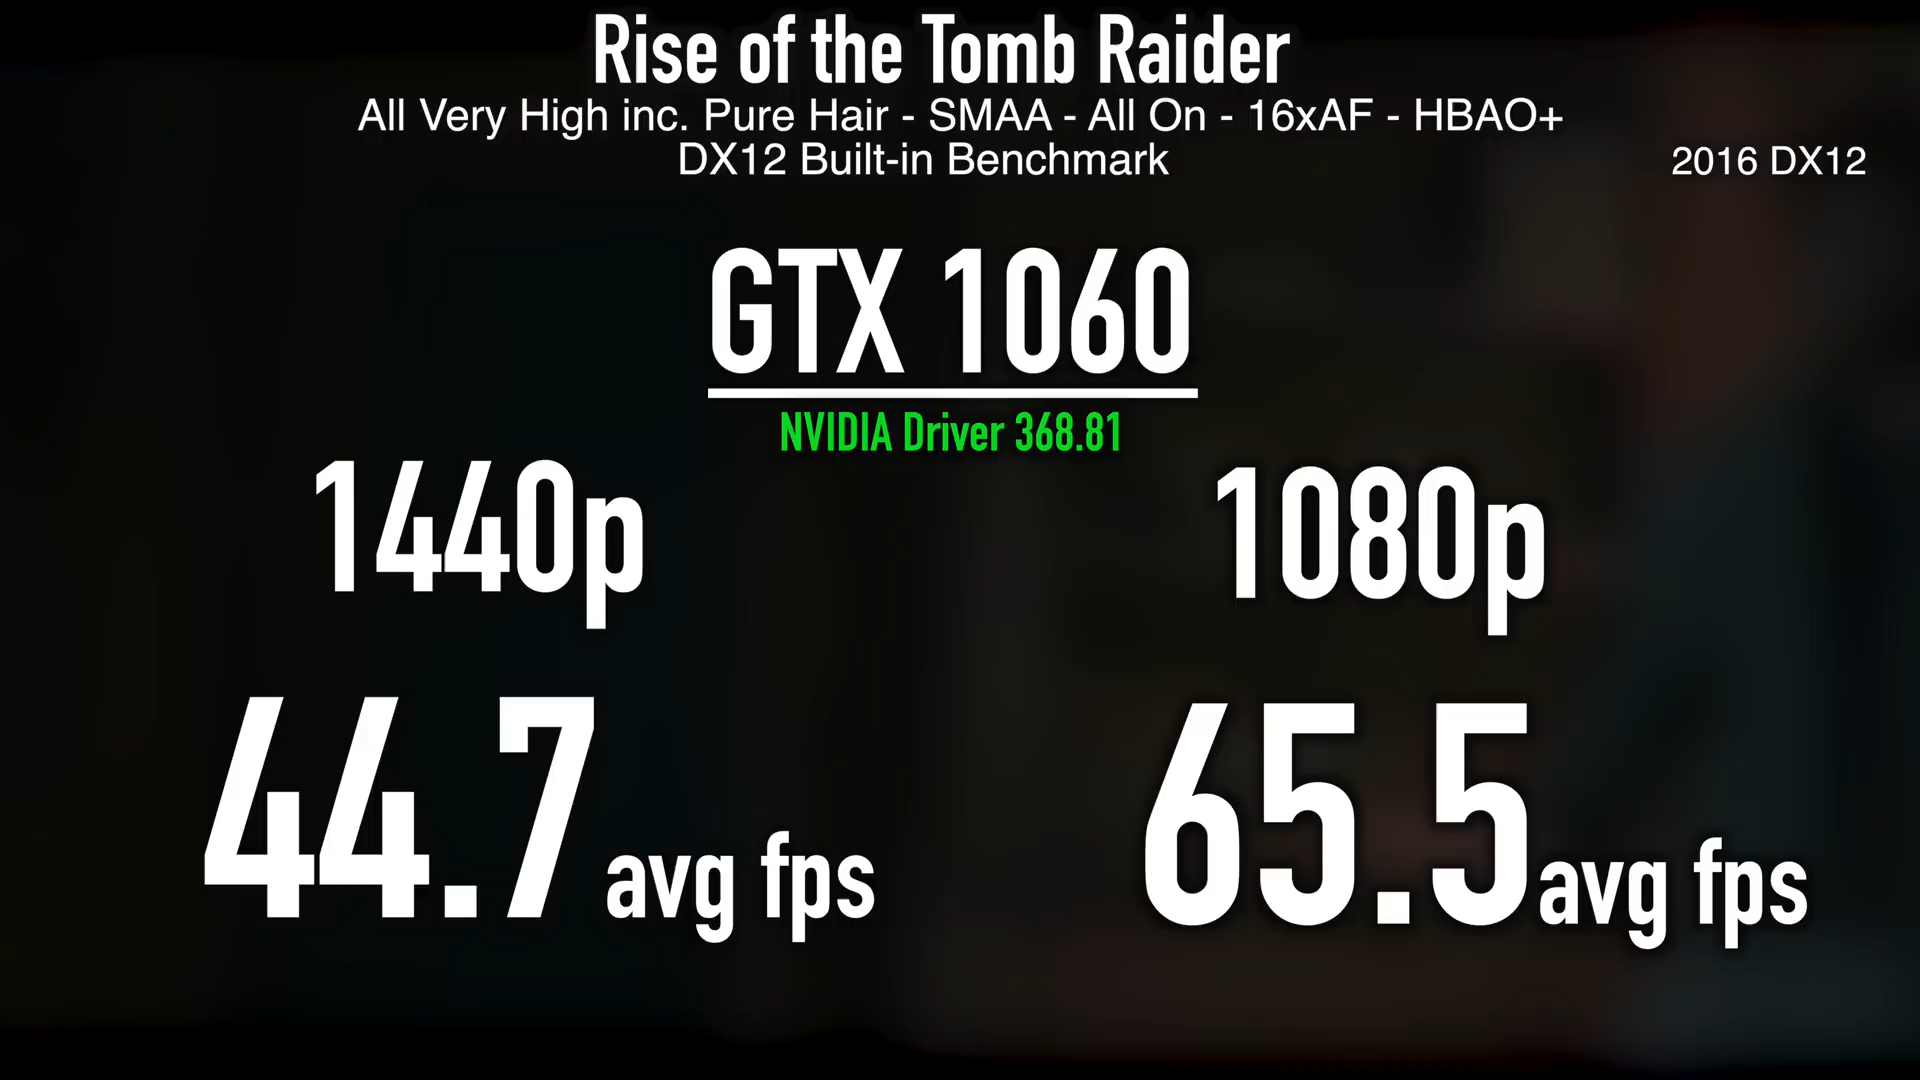 Rise of the Tomb Raider
All Very High inc. Pure Hair - SMAA - All On - 16xAF - HBAO+
DX12 Built-in Benchmark
2016 DX12
GTX 1060
NVIDIA Driver 368.81
1440p
1080p
44.7 avg fps
65.5 avg fps